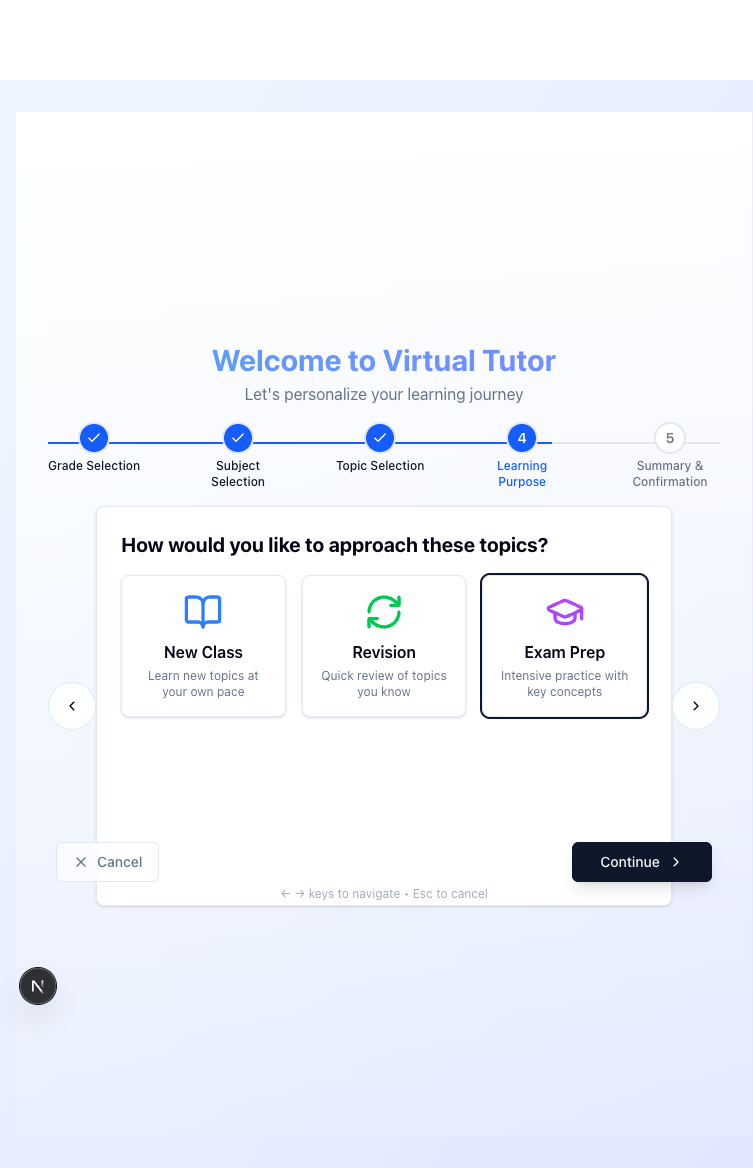 Welcome to Virtual Tutor
Let's personalize your learning journey
4
5
Grade Selection
Subject
Selection
Topic Selection
Learning
Purpose
Summary &
Confirmation
How would you like to approach these topics?
New Class
Learn new topics at
your own pace
Revision
Quick review of topics
you know
Exam Prep
Intensive practice with
key concepts
Cancel
Continue
← → keys to navigate • Esc to cancel
N